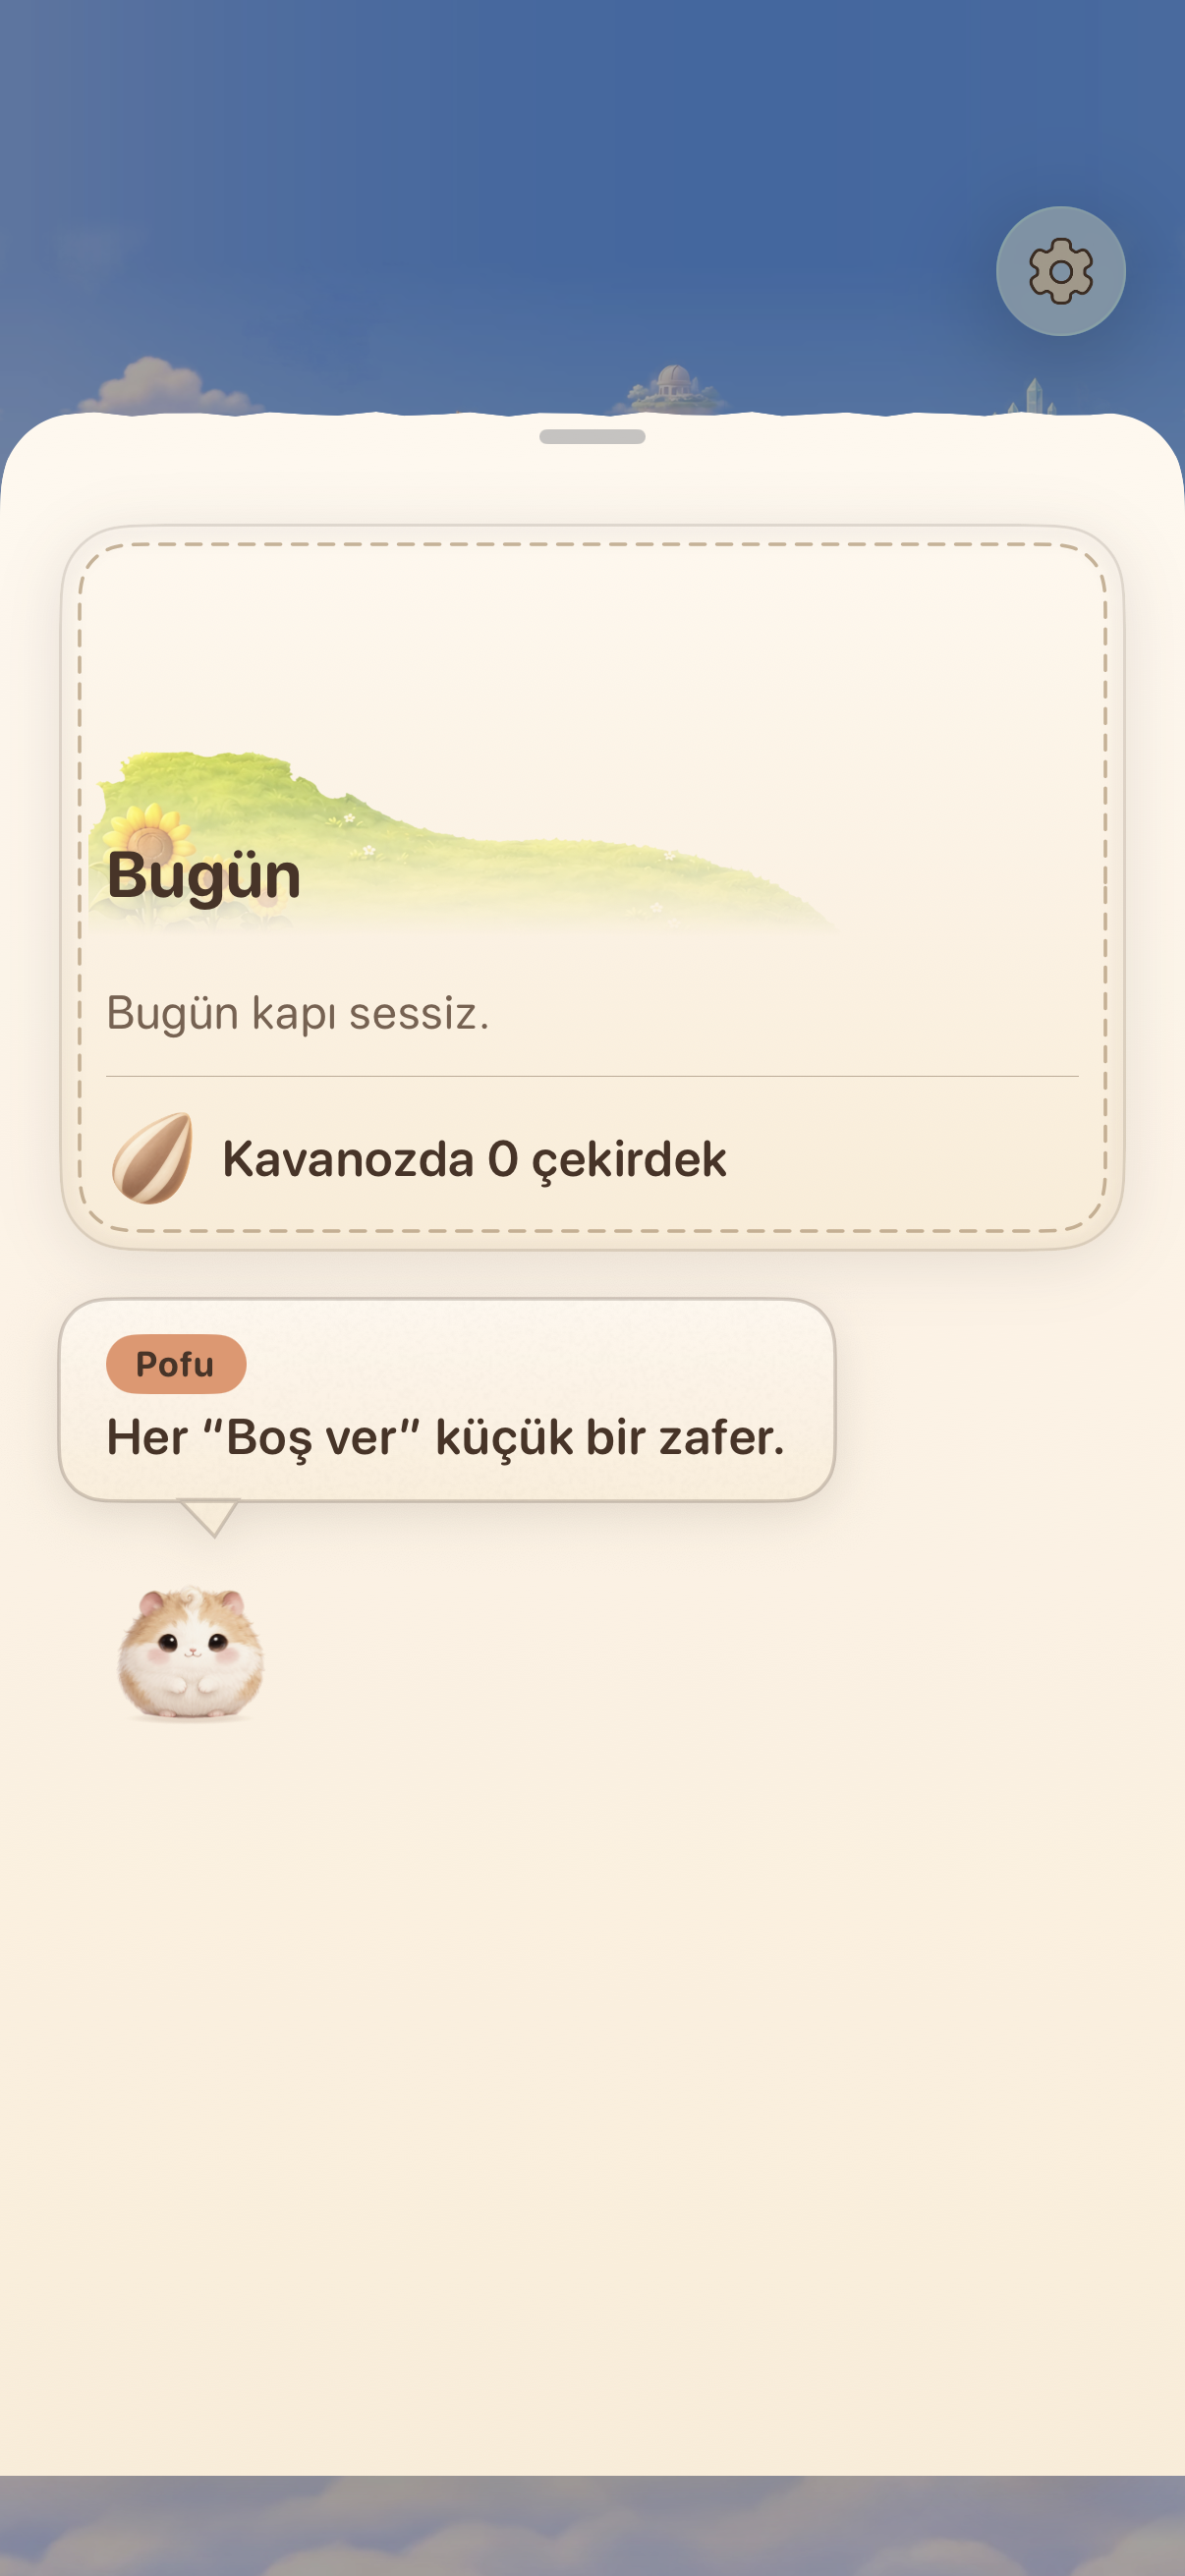 Bugün
Bugün kapı sessiz.
Kavanozda 0 çekirdek
Pofu
Her “Boş ver” küçük bir zafer.